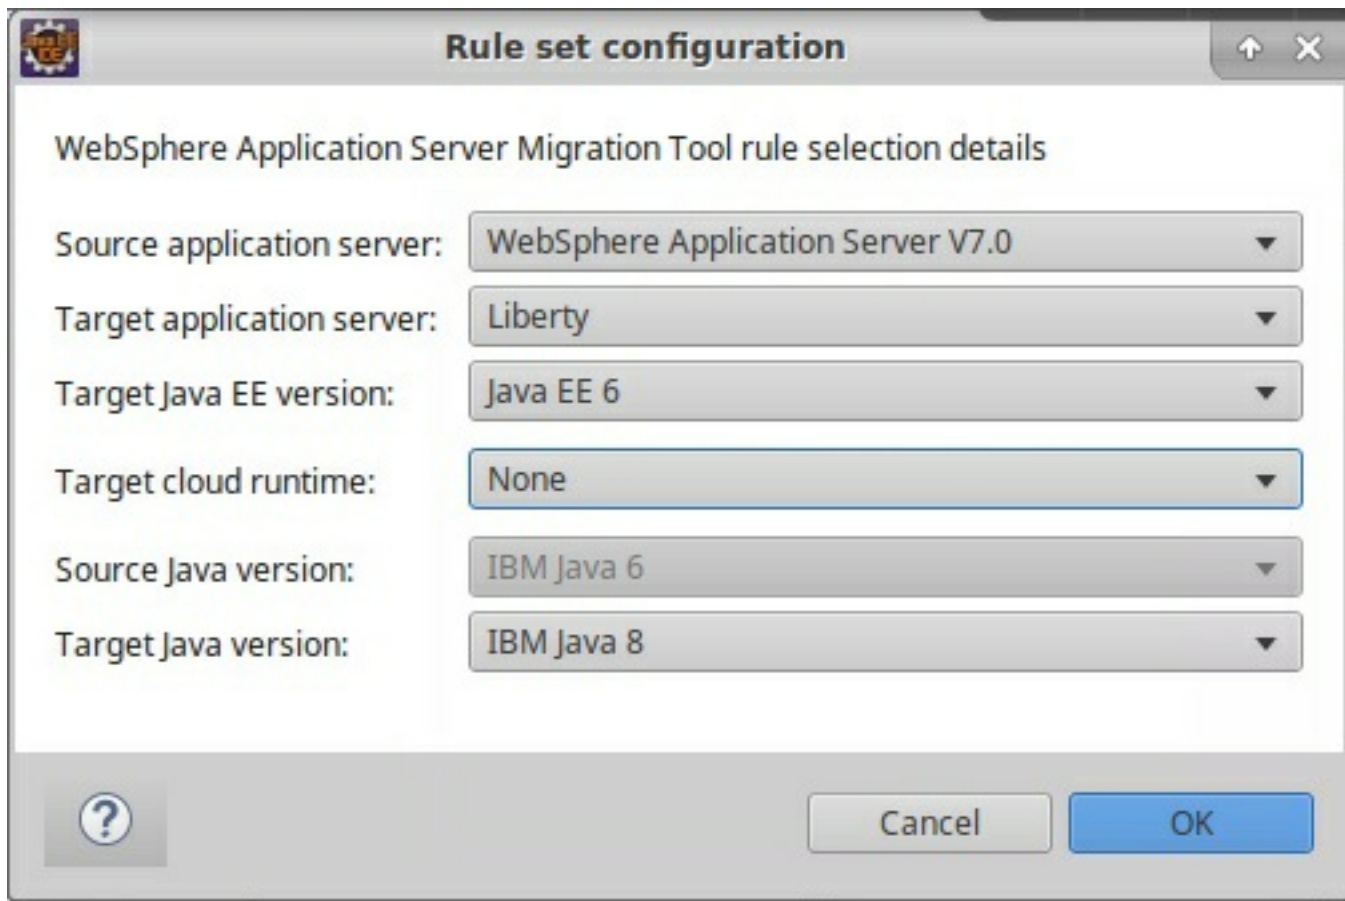 Rule set configuration
WebSphere Application Server Migration Tool rule selection details
Source application server: WebSphere Application Server V7.0
Target application server: Liberty
Target Java EE version: Java EE 6
Target cloud runtime: None
Source Java version: IBM Java 6
Target Java version: IBM Java 8
? Cancel OK